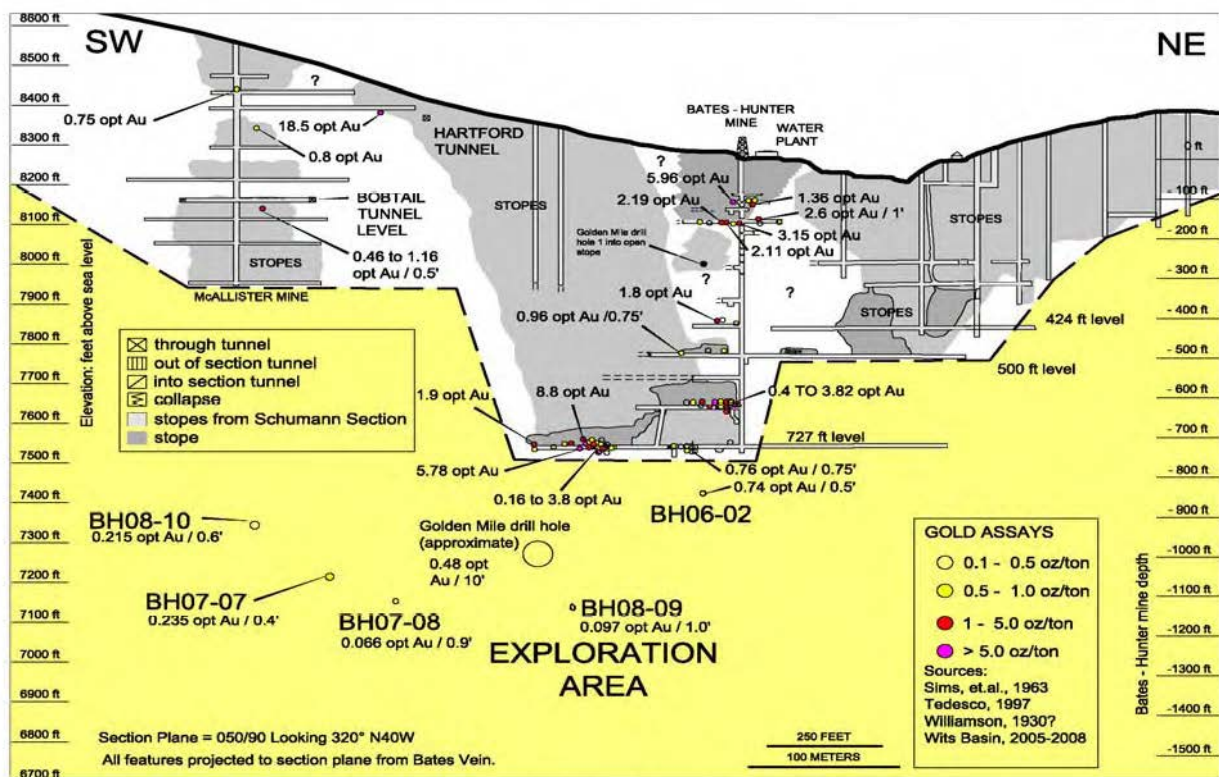 8600 ft
8500 ft
8400 ft
8300 ft
8200 ft
8100 ft
8000 ft
7900 ft
7800 ft
7700 ft
7600 ft
7500 ft
7400 ft
7300 ft
7200 ft
7100 ft
7000 ft
6900 ft
6800 ft
6700 ft
Elevation: feet above sea level
SW
NE
?
0.75 opt Au
18.5 opt Au
0.8 opt Au
HARTFORD
TUNNEL
BOBTAIL
TUNNEL
LEVEL
0.46 to 1.16
opt Au / 0.5'
STOPES
McALLISTER MINE
STOPES
BATES - HUNTER
MINE
WATER
PLANT
?
5.96 opt Au
2.19 opt Au
1.36 opt Au
2.6 opt Au / 1'
3.15 opt Au
2.11 opt Au
Golden Mile drill
hole 1 into open
stope
?
?
1.8 opt Au
0.96 opt Au /0.75'
STOPES
STOPES
424 ft level
500 ft level
8.8 opt Au
1.9 opt Au
0.4 TO 3.82 opt Au
727 ft level
5.78 opt Au
0.16 to 3.8 opt Au
0.76 opt Au / 0.75'
0.74 opt Au / 0.5'
BH06-02
through tunnel
out of section tunnel
into section tunnel
collapse
stopes from Schumann Section
stope
BH08-10
0.215 opt Au / 0.6'
BH07-07
0.235 opt Au / 0.4'
BH07-08
0.066 opt Au / 0.9'
Golden Mile drill hole
(approximate)
0.48 opt
Au / 10'
BH08-09
0.097 opt Au / 1.0'
EXPLORATION
AREA
GOLD ASSAYS
0.1 - 0.5 oz/ton
0.5 - 1.0 oz/ton
1 - 5.0 oz/ton
> 5.0 oz/ton
Sources:
Sims, et.al., 1963
Tedesco, 1997
Williamson, 1930?
Wits Basin, 2005-2008
Section Plane = 050/90 Looking 320° N40W
All features projected to section plane from Bates Vein.
250 FEET
100 METERS
0 ft
- 100 ft
- 200 ft
-300 ft
-400 ft
-500 ft
-600 ft
-700 ft
-800 ft
-900 ft
-1000 ft
-1100 ft
-1200 ft
-1300 ft
-1400 ft
-1500 ft
Bates - Hunter mine depth